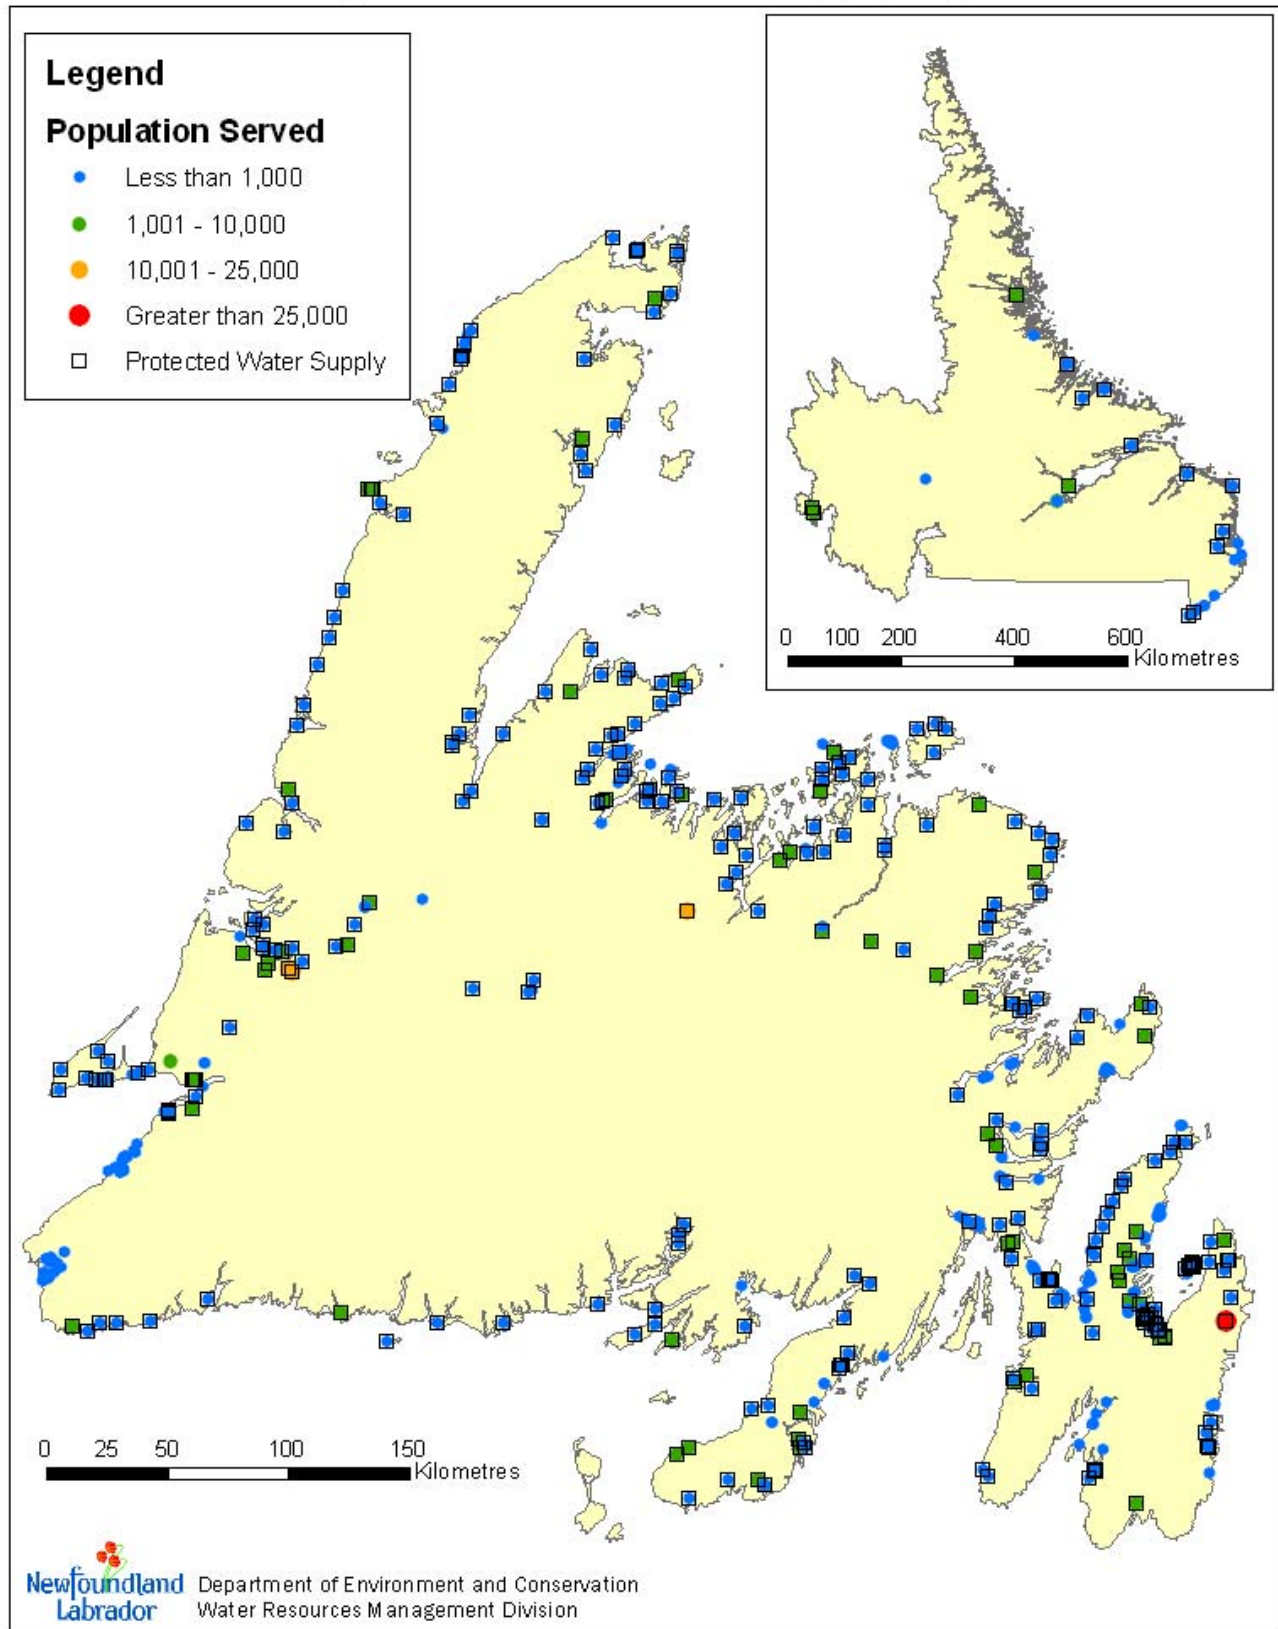 Legend
Population Served
Less than 1,000
1,001 - 10,000
10,001 - 25,000
Greater than 25,000
Protected Water Supply
0 100 200 400 600
Kilometres
0 25 50 100 150
Kilometres
Newfoundland
Labrador
Department of Environment and Conservation
Water Resources Management Division